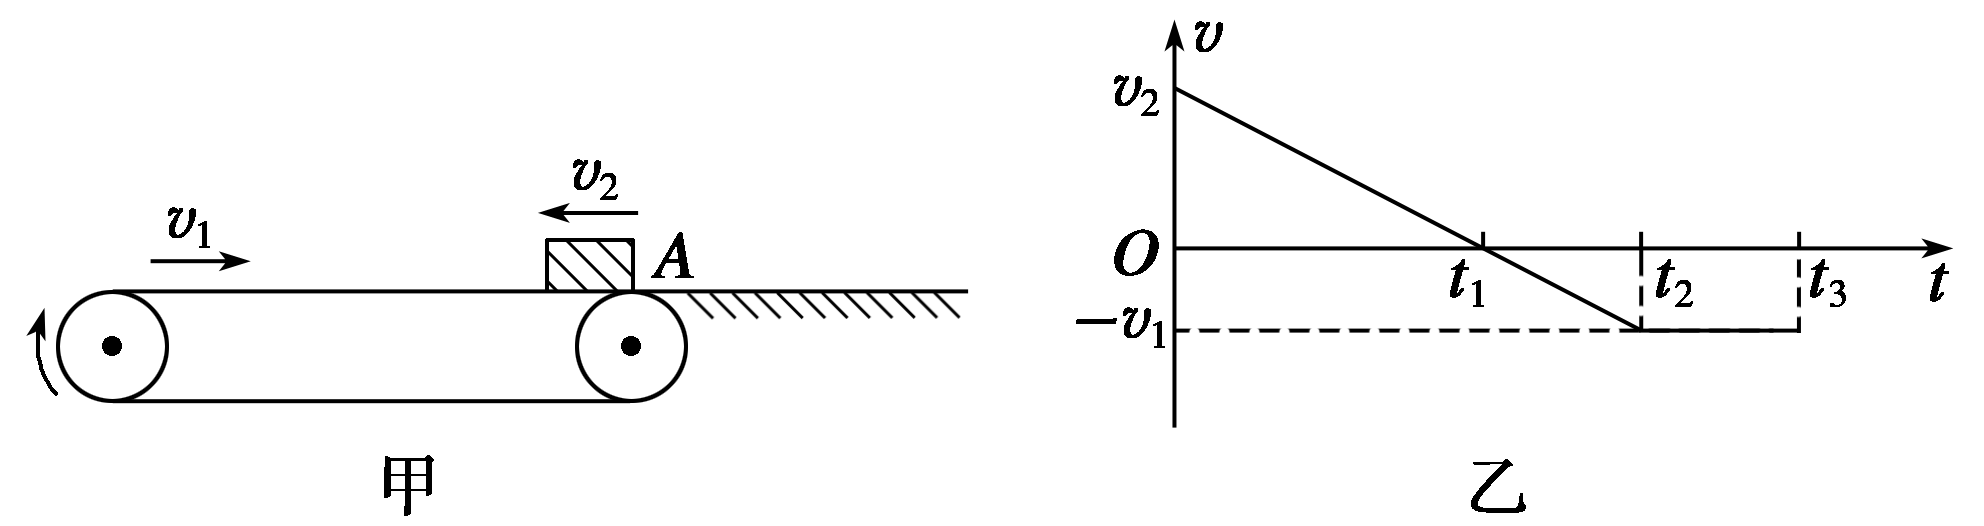 v₁
v₂
A
甲
v
v₂
O
t₁
t₂
t₃
t
−v₁
乙